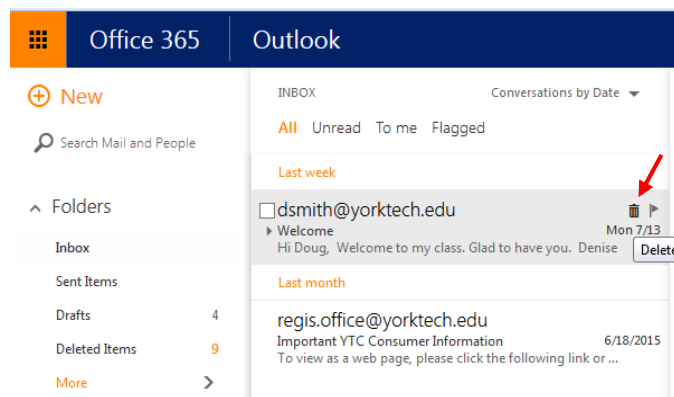 Office 365 Outlook
New
Search Mail and People
Folders
Inbox
Sent Items
Drafts 4
Deleted Items 9
More
INBOX Conversations by Date
All Unread To me Flagged
Last week
dsmith@yorktech.edu
Welcome Mon 7/13
Hi Doug, Welcome to my class. Glad to have you. Denise
Delete
Last month
regis.office@yorktech.edu
Important YTC Consumer Information 6/18/2015
To view as a web page, please click the following link or ...